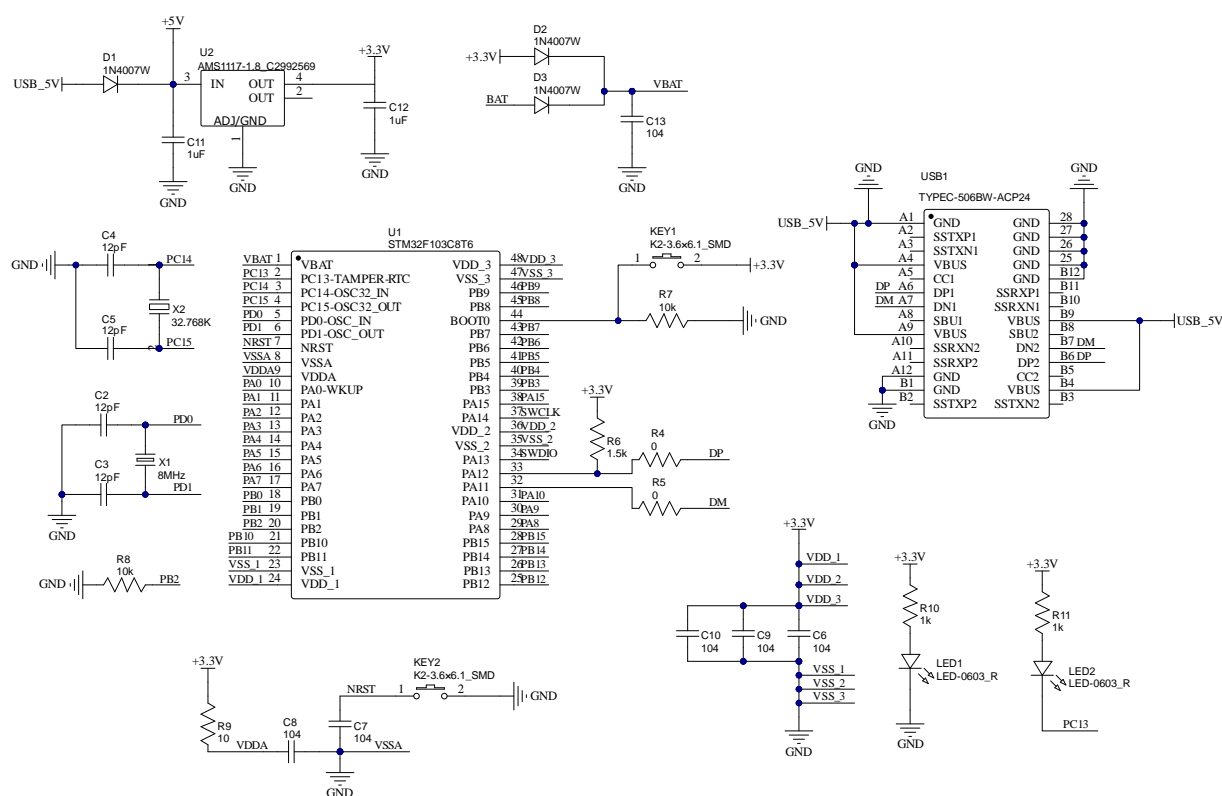 +5V
D1
1N4007W
USB_5V
U2
AMS1117-1.8_C2992569
3 IN OUT 4
OUT 2
ADJ/GND
1
+3.3V
C11
1uF
C12
1uF
GND
GND
GND
D2
1N4007W
+3.3V
D3
1N4007W
BAT
VBAT
C13
104
GND
GND
USB1
GND
TYPEC-506BW-ACP24
USB_5V
A1 GND GND 28
A2 SSTXP1 GND 27
A3 SSTXN1 GND 26
A4 VBUS GND 25
A5 CC1 GND B12
DP A6 DP1 SSRXP1 B11
DM A7 DN1 SSRXN1 B10
A8 SBU1 VBUS B9
A9 VBUS SBU2 B8
A10 SSRXN2 DN2 B7 DM
A11 SSRXP2 DP2 B6 DP
A12 GND CC2 B5
B1 GND VBUS B4
B2 SSTXP2 SSTXN2 B3
USB_5V
GND
C4
12pF
GND
PC14
X2
32.768K
2
C5
12pF
PC15
C2
12pF
PD0
X1
8MHz
C3
12pF
PD1
GND
R8
10k
GND
PB2
U1
STM32F103C8T6
VBAT 1 VBAT VDD_3 48 VDD_3
PC13 2 PC13-TAMPER-RTC VSS_3 47 VSS_3
PC14 3 PC14-OSC32_IN PB9 46 PB9
PC15 4 PC15-OSC32_OUT PB8 45 PB8
PD0 5 PD0-OSC_IN BOOT0 44
PD1 6 PD1-OSC_OUT PB7 43 PB7
NRST 7 NRST PB6 42 PB6
VSSA 8 VSSA PB5 41 PB5
VDDA 9 VDDA PB4 40 PB4
PA0 10 PA0-WKUP PB3 39 PB3
PA1 11 PA1 PA15 38 PA15
PA2 12 PA2 PA14 37 SWCLK
PA3 13 PA3 VDD_2 36 VDD_2
PA4 14 PA4 VSS_2 35 VSS_2
PA5 15 PA5 PA13 34 SWDIO
PA6 16 PA6 PA12 33
PA7 17 PA7 PA11 32
PB0 18 PB0 PA10 31 PA10
PB1 19 PB1 PA9 30 PA9
PB2 20 PB2 PA8 29 PA8
PB10 21 PB10 PB15 28 PB15
PB11 22 PB11 PB14 27 PB14
VSS_1 23 VSS_1 PB13 26 PB13
VDD_1 24 VDD_1 PB12 25 PB12
KEY1
K2-3.6×6.1_SMD
1 2
+3.3V
R7
10k
GND
+3.3V
R6
1.5k
R4
0
DP
R5
0
DM
+3.3V
VDD_1
VDD_2
VDD_3
C10
104
C9
104
C6
104
VSS_1
VSS_2
VSS_3
GND
+3.3V
R10
1k
LED1
LED-0603_R
GND
+3.3V
R11
1k
LED2
LED-0603_R
PC13
+3.3V
R9
10
VDDA
C8
104
NRST
C7
104
VSSA
KEY2
K2-3.6×6.1_SMD
1 2
GND
GND